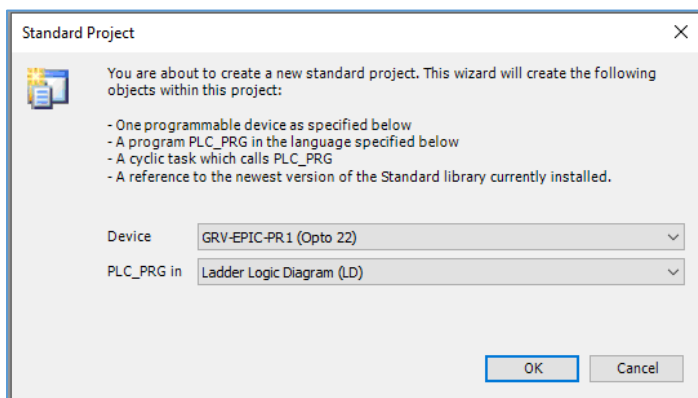 Standard Project
You are about to create a new standard project. This wizard will create the following
objects within this project:
- One programmable device as specified below
- A program PLC_PRG in the language specified below
- A cyclic task which calls PLC_PRG
- A reference to the newest version of the Standard library currently installed.
Device
GRV-EPIC-PR1 (Opto 22)
PLC_PRG in
Ladder Logic Diagram (LD)
OK
Cancel